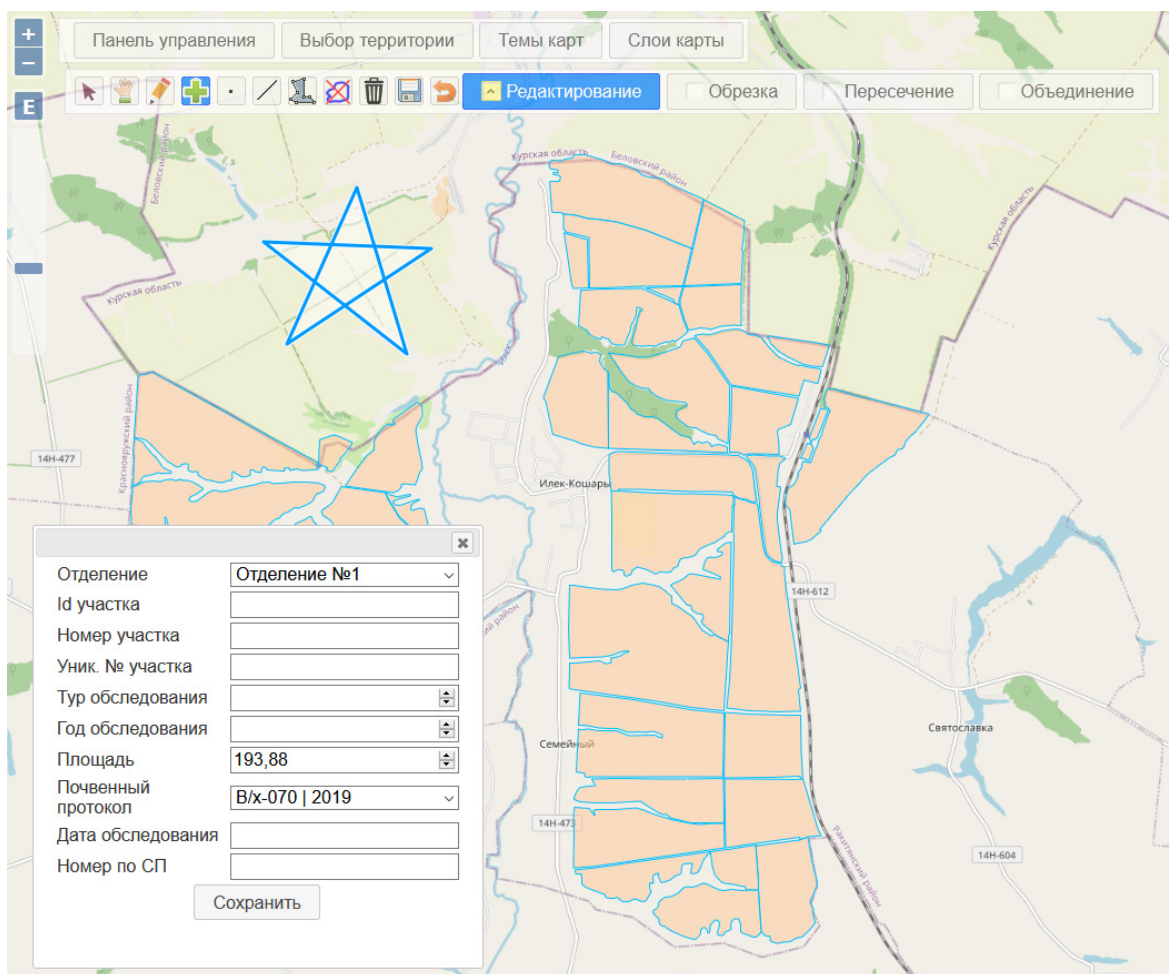 +
Панель управления Выбор территории Темы карт Слои карты
−
E
Редактирование Обрезка Пересечение Объединение
Беловский район
Курская область
Беловский район
Курская область
Курская область
Илек
Краснояружский район
14Н-477
Илек-Кошары
14Н-612
район
Святославка
Семейный
14Н-473
Ракитянский район
14Н-604
Отделение Отделение №1
Id участка
Номер участка
Уник. № участка
Тур обследования
Год обследования
Площадь 193,88
Почвенный
протокол В/х-070 | 2019
Дата обследования
Номер по СП
Сохранить